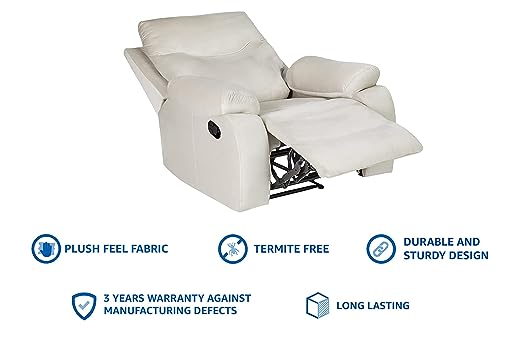 PLUSH FEEL FABRIC
TERMITE FREE
DURABLE AND
STURDY DESIGN
3 YEARS WARRANTY AGAINST
MANUFACTURING DEFECTS
LONG LASTING